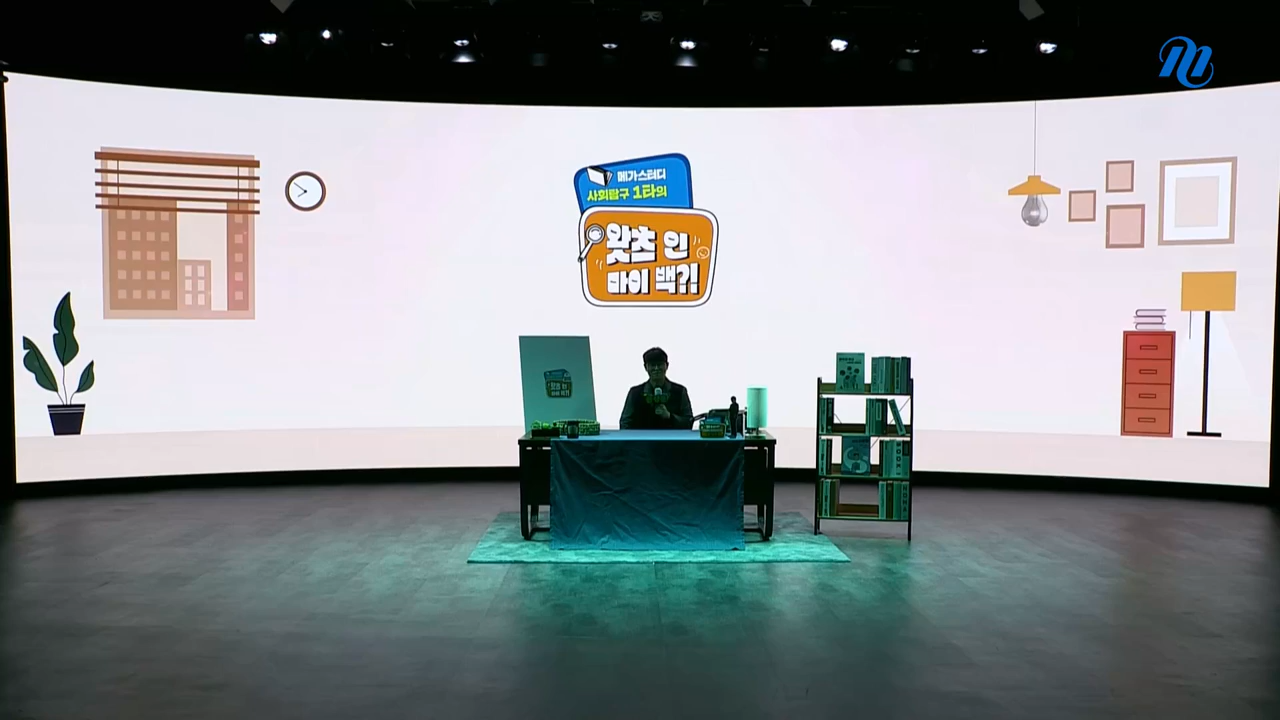 메가스터디
사회탐구 1타의
왓츠 인
마이 백?!